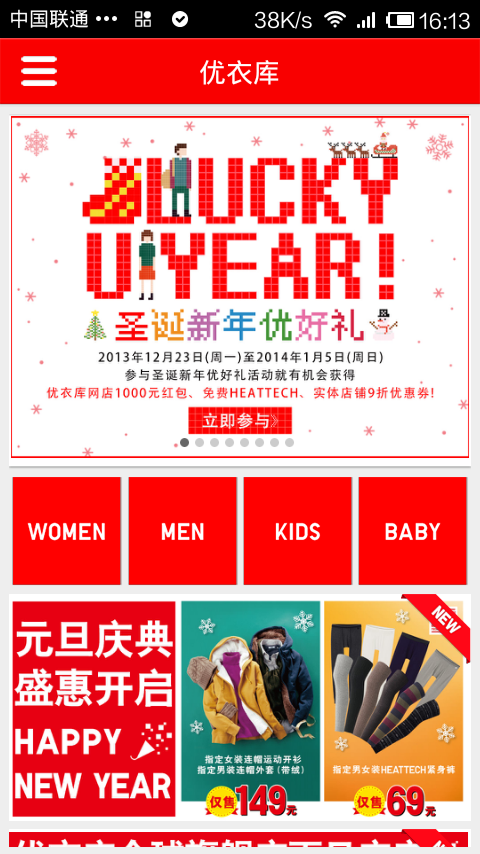 中国联通
38K/s
16:13
优衣库
LUCKY
U YEAR!
圣诞新年优好礼
2013年12月23日(周一)至2014年1月5日(周日)
参与圣诞新年优好礼活动就有机会获得
优衣库网店1000元红包、免费HEATTECH、实体店铺9折优惠券!
立即参与》
WOMEN
MEN
KIDS
BABY
元旦庆典
盛惠开启
HAPPY
NEW YEAR
指定女装连帽运动开衫
指定男装连帽外套(带绒)
仅售149元
NEW
指定男女装HEATTECH紧身裤
仅售69元